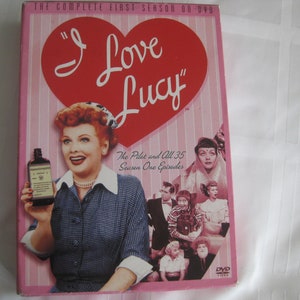 THE COMPLETE FIRST SEASON ON DVD
"I Love
Lucy"
The Pilot and All 35
Season One Episodes
DVD